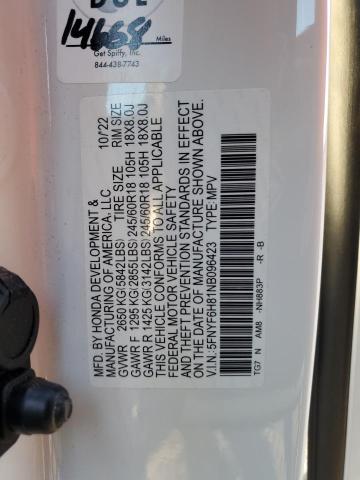 DUE
14668
Miles
Get Spiffy, Inc.
844-438-7743
MFD. BY HONDA DEVELOPMENT & 10/22
MANUFACTURING OF AMERICA, LLC
TIRE SIZE RIM SIZE
GVWR 2650 KG(5842LBS)
GAWR F 1295 KG(2855LBS)245/60R18 105H 18X8.0J
GAWR R 1425 KG(3142LBS)245/60R18 105H 18X8.0J
THIS VEHICLE CONFORMS TO ALL APPLICABLE
FEDERAL MOTOR VEHICLE SAFETY
AND THEFT PREVENTION STANDARDS IN EFFECT
ON THE DATE OF MANUFACTURE SHOWN ABOVE.
V.I.N.:5FNYF6H81NB096423 TYPE:MPV
TG7 N AM8 -NH883P -R -B